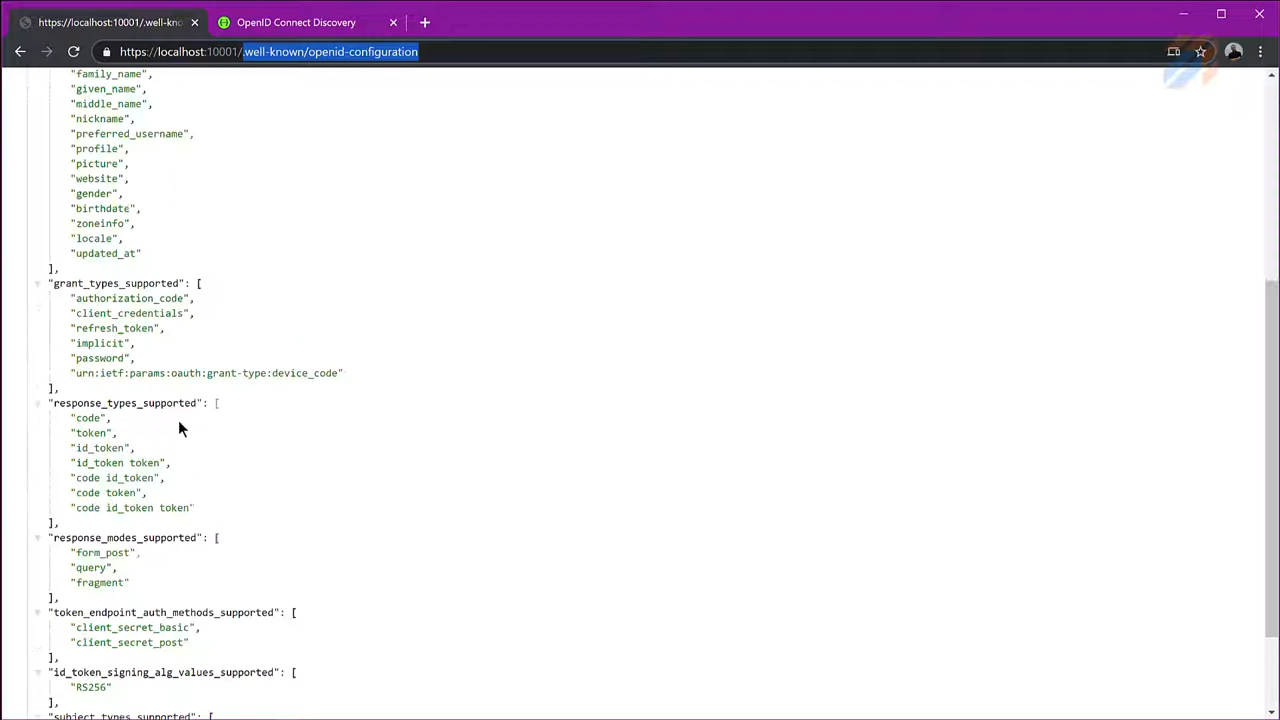 https://localhost:10001/.well-kno
OpenID Connect Discovery
https://localhost:10001/.well-known/openid-configuration
"family_name",
"given_name",
"middle_name",
"nickname",
"preferred_username",
"profile",
"picture",
"website",
"gender",
"birthdate",
"zoneinfo",
"locale",
"updated_at"
],
"grant_types_supported": [
"authorization_code",
"client_credentials",
"refresh_token",
"implicit",
"password",
"urn:ietf:params:oauth:grant-type:device_code"
],
"response_types_supported": [
"code",
"token",
"id_token",
"id_token token",
"code id_token",
"code token",
"code id_token token"
],
"response_modes_supported": [
"form_post",
"query",
"fragment"
],
"token_endpoint_auth_methods_supported": [
"client_secret_basic",
"client_secret_post"
],
"id_token_signing_alg_values_supported": [
"RS256"
],
"subject_types_supported": [